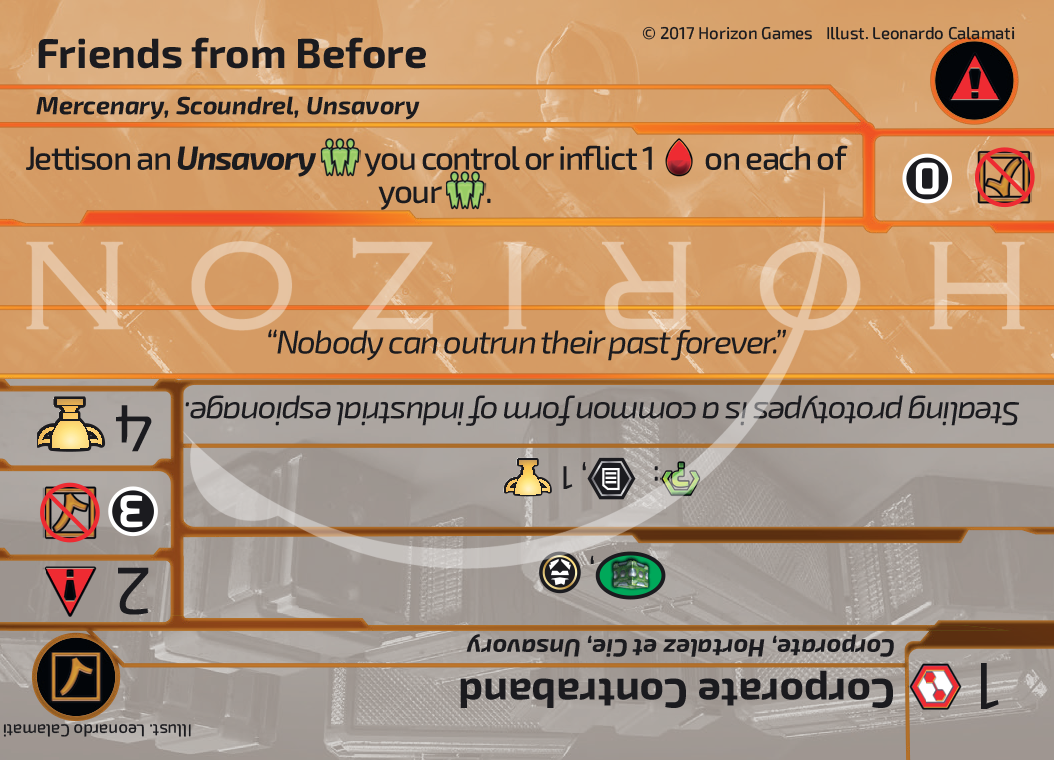 © 2017 Horizon Games Illust. Leonardo Calamati
Friends from Before
Mercenary, Scoundrel, Unsavory
Jettison an Unsavory you control or inflict 1 on each of
your .
0
HORIZON
“Nobody can outrun their past forever.”
1
Corporate Contraband
Corporate, Hortalez et Cie, Unsavory
Illust. Leonardo Calamati
2
,
3
: , 1
4
Stealing prototypes is a common form of industrial espionage.